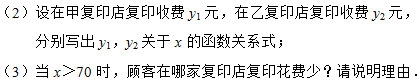 （2）设在甲复印店复印收费 y₁ 元，在乙复印店复印收费 y₂ 元，
分别写出 y₁，y₂ 关于 x 的函数关系式；
（3）当 x＞70 时，顾客在哪家复印店复印花费少？请说明理由